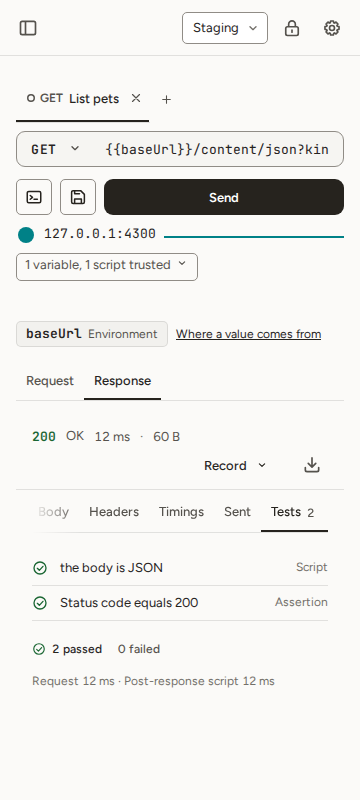 Staging
GET List pets
GET {{baseUrl}}/content/json?kin
Send
127.0.0.1:4300
1 variable, 1 script trusted
baseUrl Environment Where a value comes from
Request Response
200 OK 12 ms · 60 B
Record
Body Headers Timings Sent Tests 2
the body is JSON Script
Status code equals 200 Assertion
2 passed 0 failed
Request 12 ms · Post-response script 12 ms